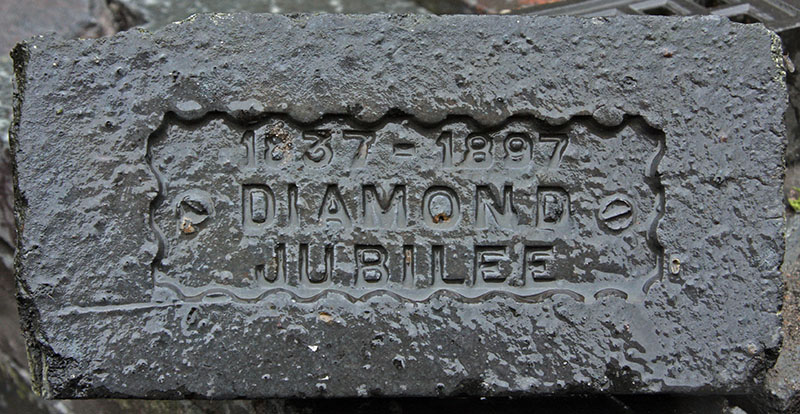 1837 - 1897
DIAMOND
JUBILEE